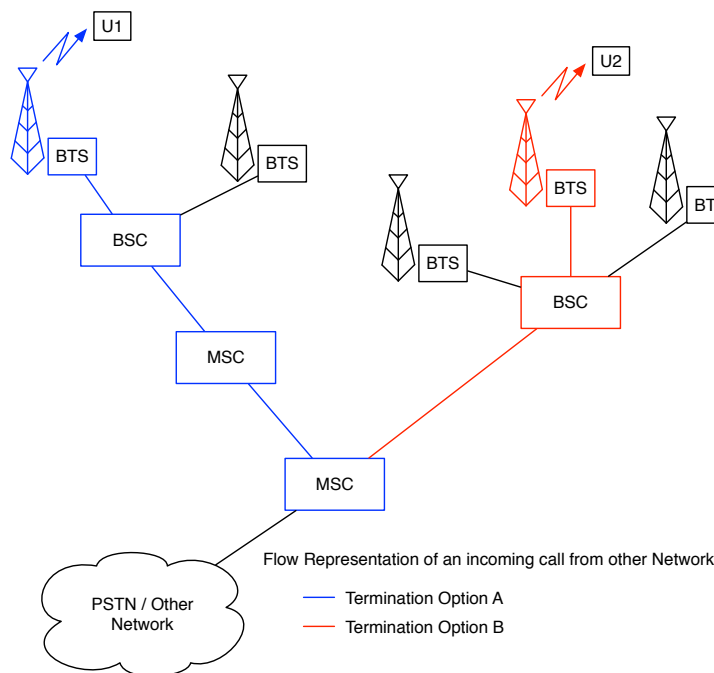 U1
U2
BTS
BTS
BTS
BTS
BT
BSC
BSC
MSC
MSC
Flow Representation of an incoming call from other Network
PSTN / Other
Network
Termination Option A
Termination Option B